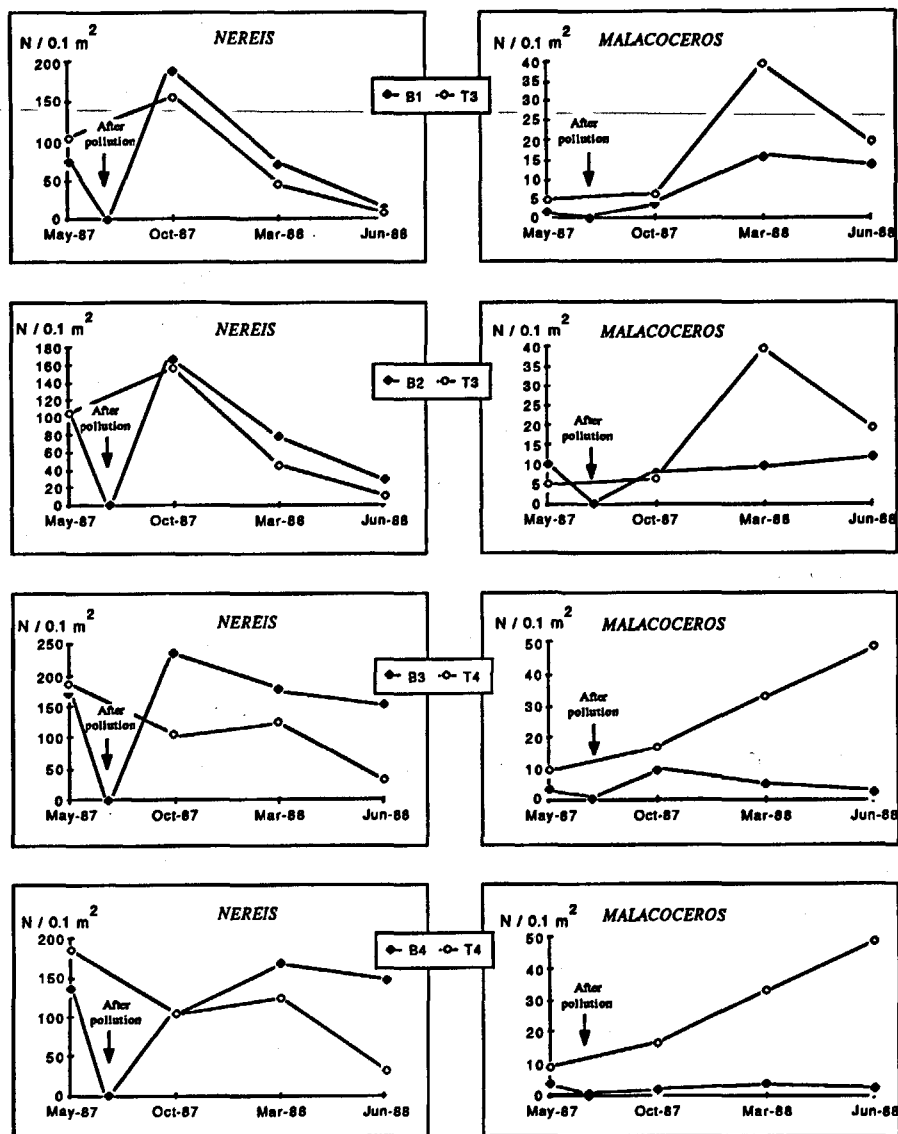 NEREIS
N / 0.1 m²
200
150
100
50
0
After
pollution
May-87 Oct-87 Mar-88 Jun-88
B1 T3
MALACOCEROS
N / 0.1 m²
40
35
30
25
20
15
10
5
0
After
pollution
May-87 Oct-87 Mar-88 Jun-88
NEREIS
N / 0.1 m²
180
160
140
120
100
80
60
40
20
0
After
pollution
May-87 Oct-87 Mar-88 Jun-88
B2 T3
MALACOCEROS
N / 0.1 m²
40
35
30
25
20
15
10
5
0
After
pollution
May-87 Oct-87 Mar-88 Jun-88
NEREIS
N / 0.1 m²
250
200
150
100
50
0
After
pollution
May-87 Oct-87 Mar-88 Jun-88
B3 T4
MALACOCEROS
N / 0.1 m²
50
40
30
20
10
0
After
pollution
May-87 Oct-87 Mar-88 Jun-88
NEREIS
N / 0.1 m²
200
150
100
50
0
After
pollution
May-87 Oct-87 Mar-88 Jun-88
B4 T4
MALACOCEROS
N / 0.1 m²
50
40
30
20
10
0
After
pollution
May-87 Oct-87 Mar-88 Jun-88